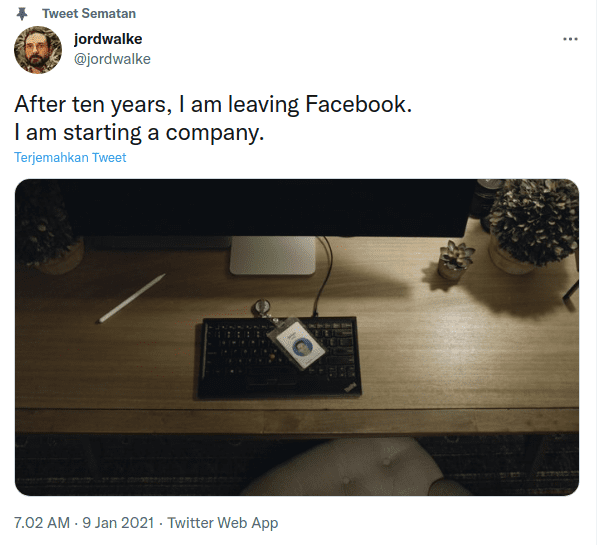 Tweet Sematan
jordwalke
@jordwalke
After ten years, I am leaving Facebook.
I am starting a company.
Terjemahkan Tweet
7.02 AM · 9 Jan 2021 · Twitter Web App